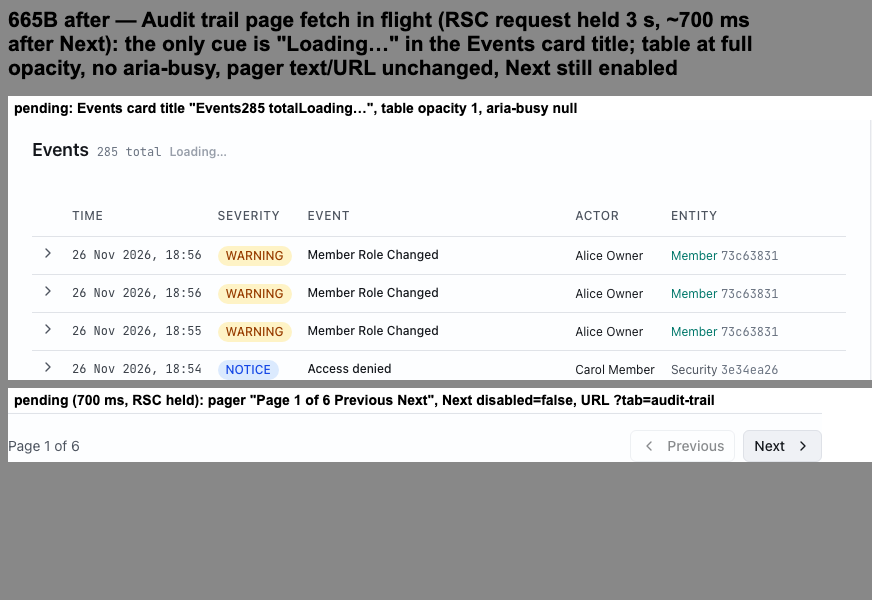 665B after — Audit trail page fetch in flight (RSC request held 3 s, ~700 ms
after Next): the only cue is "Loading…" in the Events card title; table at full
opacity, no aria-busy, pager text/URL unchanged, Next still enabled
pending: Events card title "Events285 totalLoading…", table opacity 1, aria-busy null
Events 285 total Loading…
TIME SEVERITY EVENT ACTOR ENTITY
26 Nov 2026, 18:56 WARNING Member Role Changed Alice Owner Member 73c63831
26 Nov 2026, 18:56 WARNING Member Role Changed Alice Owner Member 73c63831
26 Nov 2026, 18:55 WARNING Member Role Changed Alice Owner Member 73c63831
26 Nov 2026, 18:54 NOTICE Access denied Carol Member Security 3e34ea26
pending (700 ms, RSC held): pager "Page 1 of 6 Previous Next", Next disabled=false, URL ?tab=audit-trail
Page 1 of 6 Previous Next